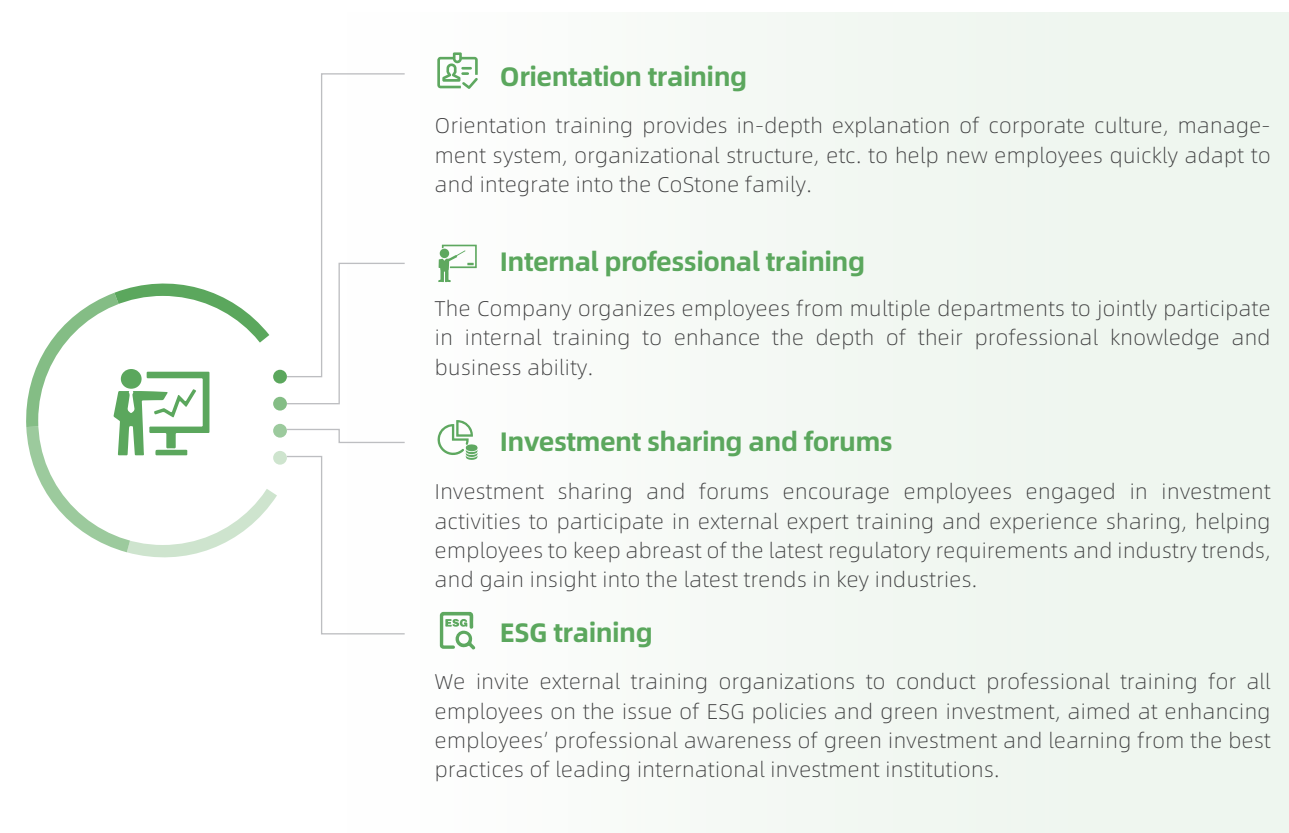 Orientation training
Orientation training provides in-depth explanation of corporate culture, manage-
ment system, organizational structure, etc. to help new employees quickly adapt to
and integrate into the CoStone family.
Internal professional training
The Company organizes employees from multiple departments to jointly participate
in internal training to enhance the depth of their professional knowledge and
business ability.
Investment sharing and forums
Investment sharing and forums encourage employees engaged in investment
activities to participate in external expert training and experience sharing, helping
employees to keep abreast of the latest regulatory requirements and industry trends,
and gain insight into the latest trends in key industries.
ESG
ESG training
We invite external training organizations to conduct professional training for all
employees on the issue of ESG policies and green investment, aimed at enhancing
employees’ professional awareness of green investment and learning from the best
practices of leading international investment institutions.